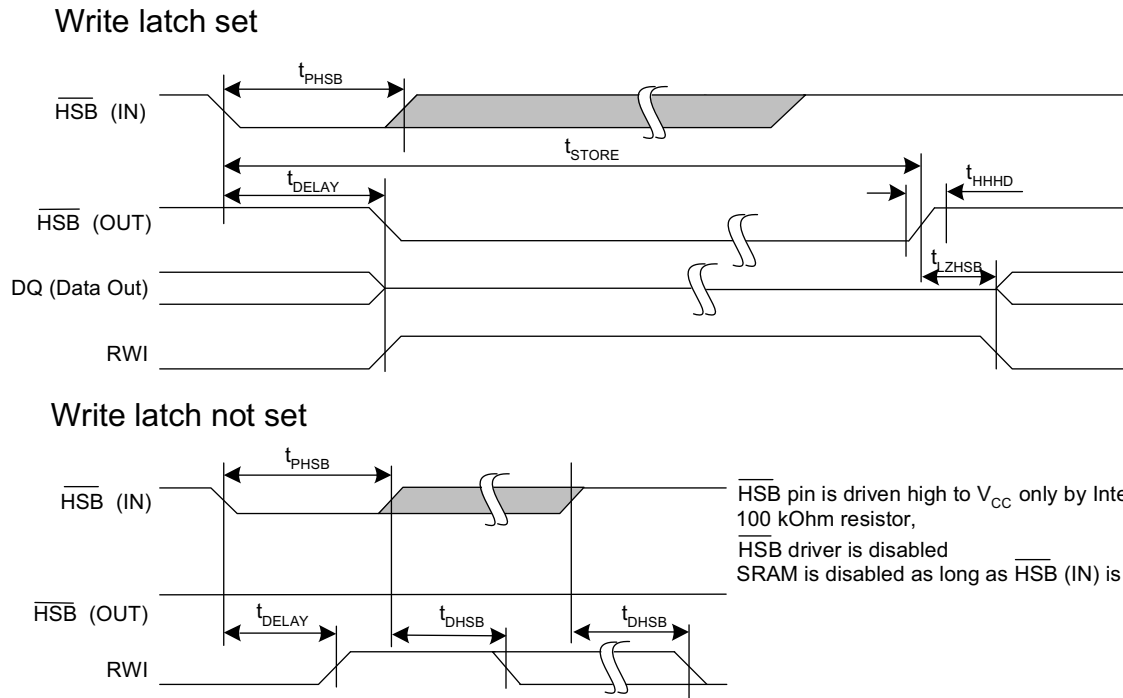 Write latch set
tPHSB
HSB (IN)
tSTORE
tDELAY
tHHHD
HSB (OUT)
tLZHSB
DQ (Data Out)
RWI
Write latch not set
tPHSB
HSB (IN)
HSB pin is driven high to VCC only by Inte
100 kOhm resistor,
HSB driver is disabled
SRAM is disabled as long as HSB (IN) is
HSB (OUT)
tDELAY
tDHSB
tDHSB
RWI